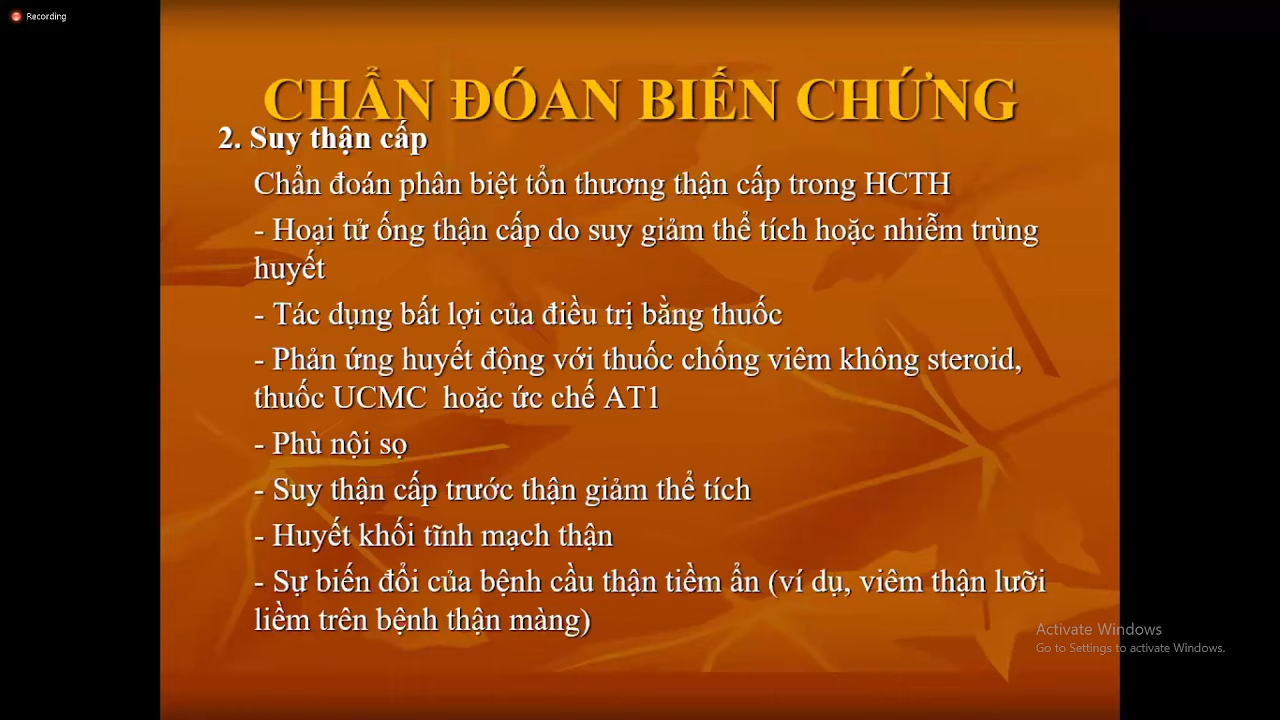 Recording
CHẨN ĐÓAN BIẾN CHỨNG
2. Suy thận cấp
Chẩn đoán phân biệt tổn thương thận cấp trong HCTH
- Hoại tử ống thận cấp do suy giảm thể tích hoặc nhiễm trùng
huyết
- Tác dụng bất lợi của điều trị bằng thuốc
- Phản ứng huyết động với thuốc chống viêm không steroid,
thuốc UCMC hoặc ức chế AT1
- Phù nội sọ
- Suy thận cấp trước thận giảm thể tích
- Huyết khối tĩnh mạch thận
- Sự biến đổi của bệnh cầu thận tiềm ẩn (ví dụ, viêm thận lưỡi
liềm trên bệnh thận màng)
Activate Windows
Go to Settings to activate Windows.